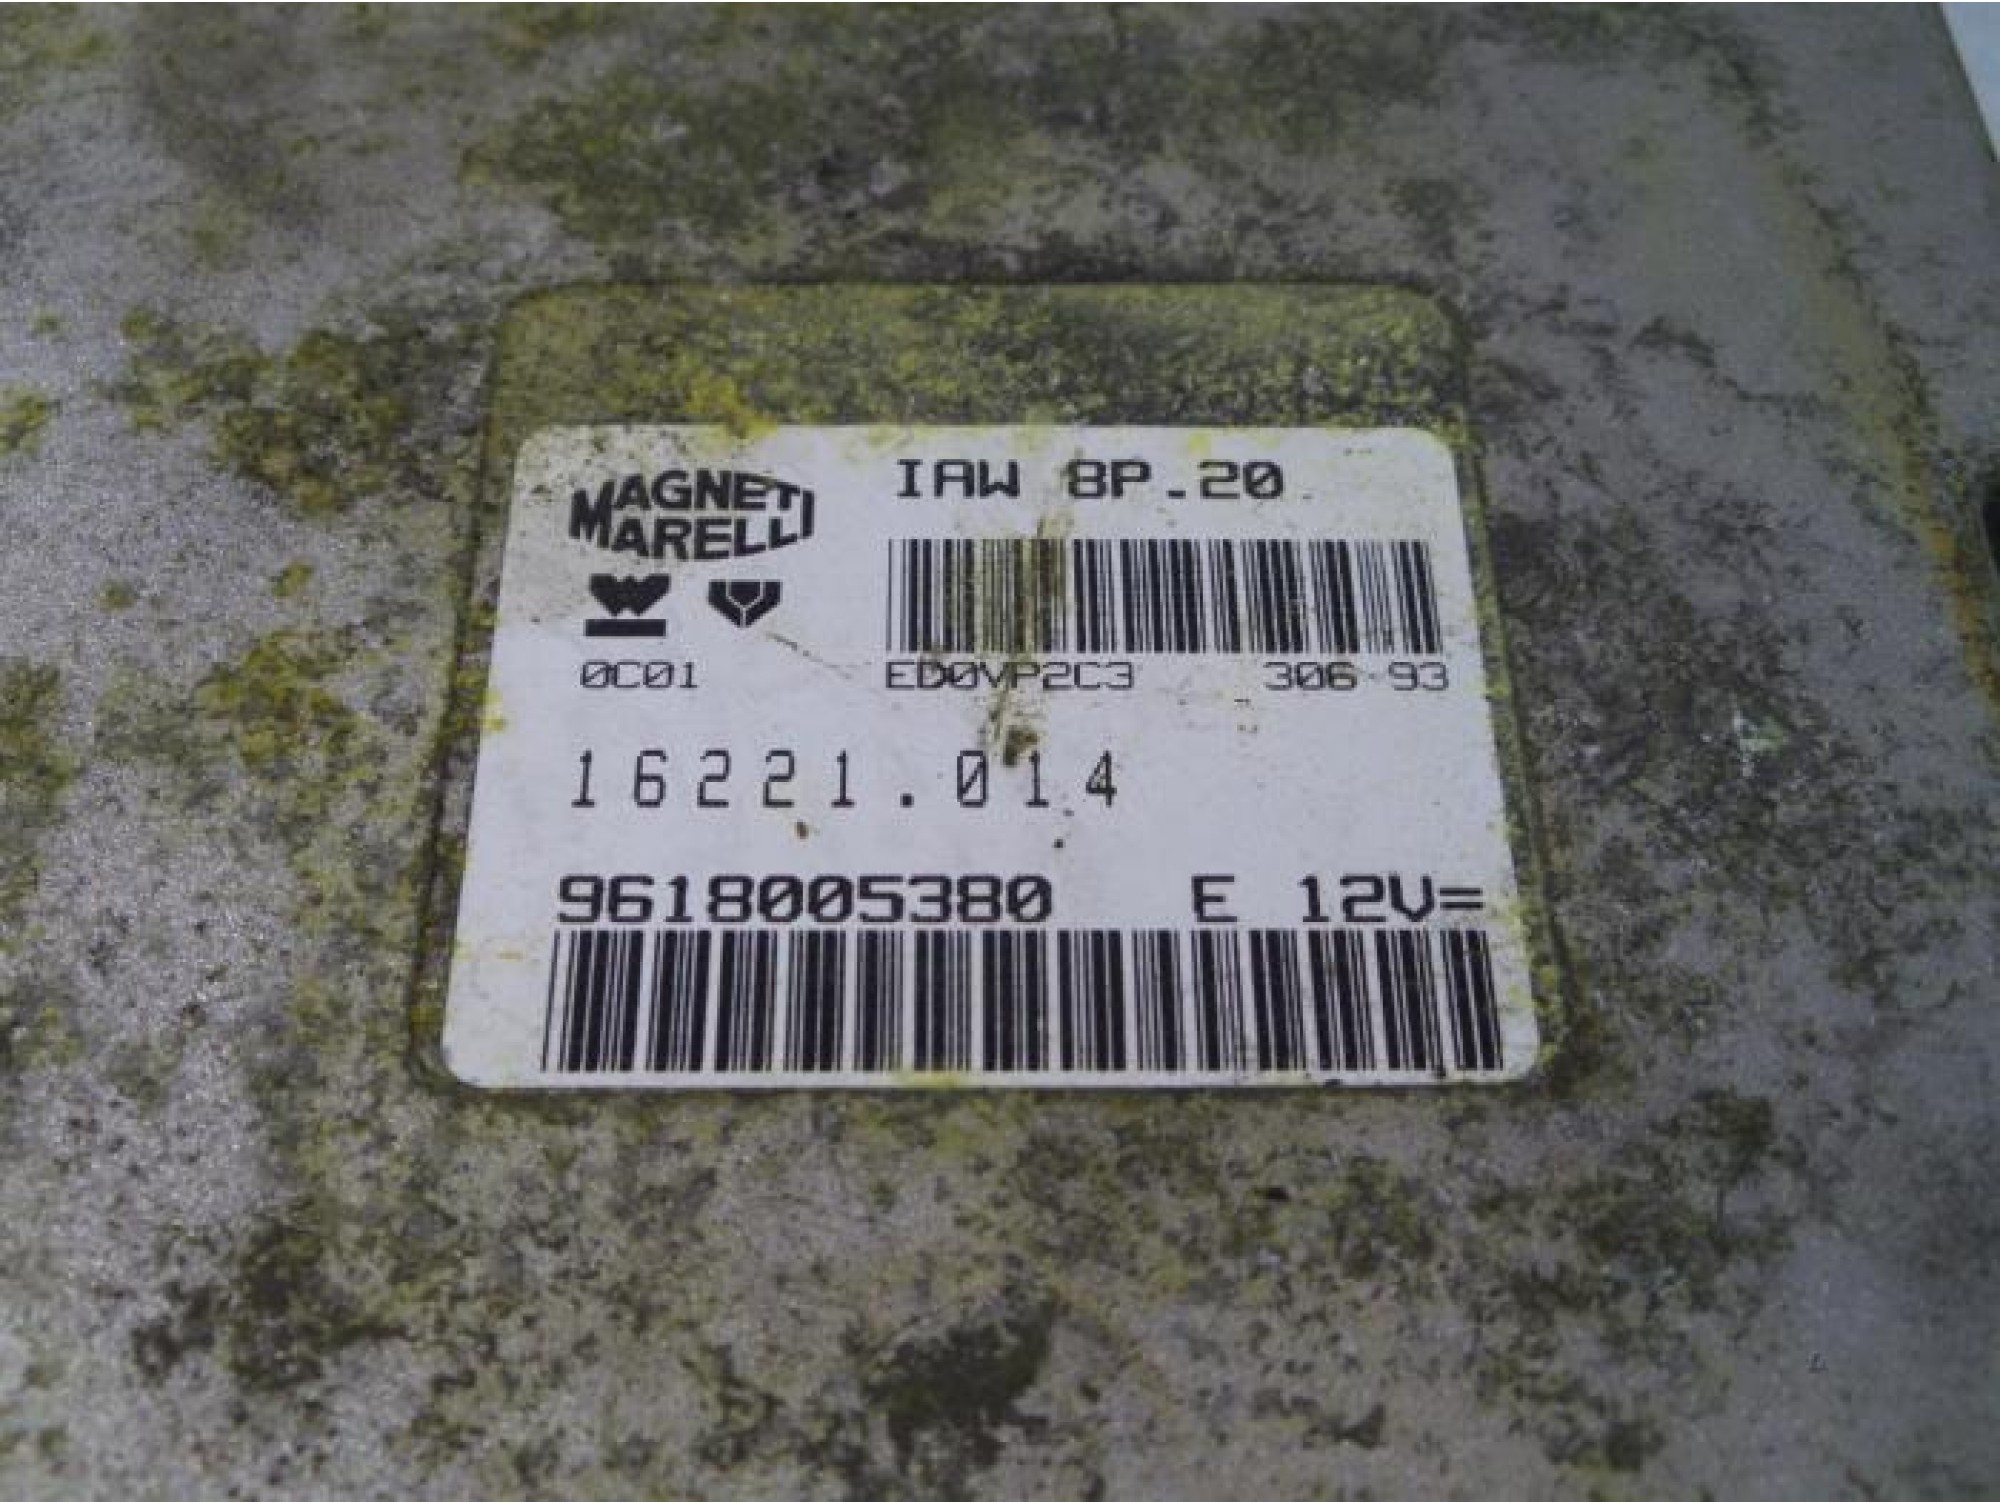 MAGNETI
MARELLI
IAW 8P.20
0C01
ED0VP2C3 306-93
16221.014
9618005380 E 12V=